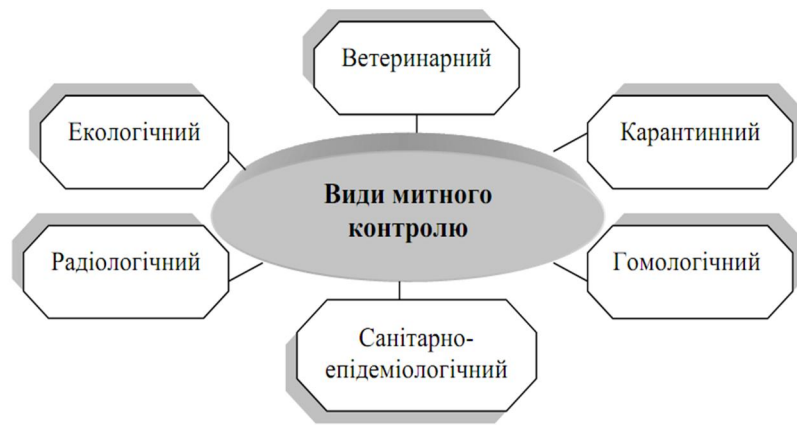 Ветеринарний
Екологічний
Карантинний
Види митного
контролю
Радіологічний
Гомологічний
Санітарно-
епідеміологічний